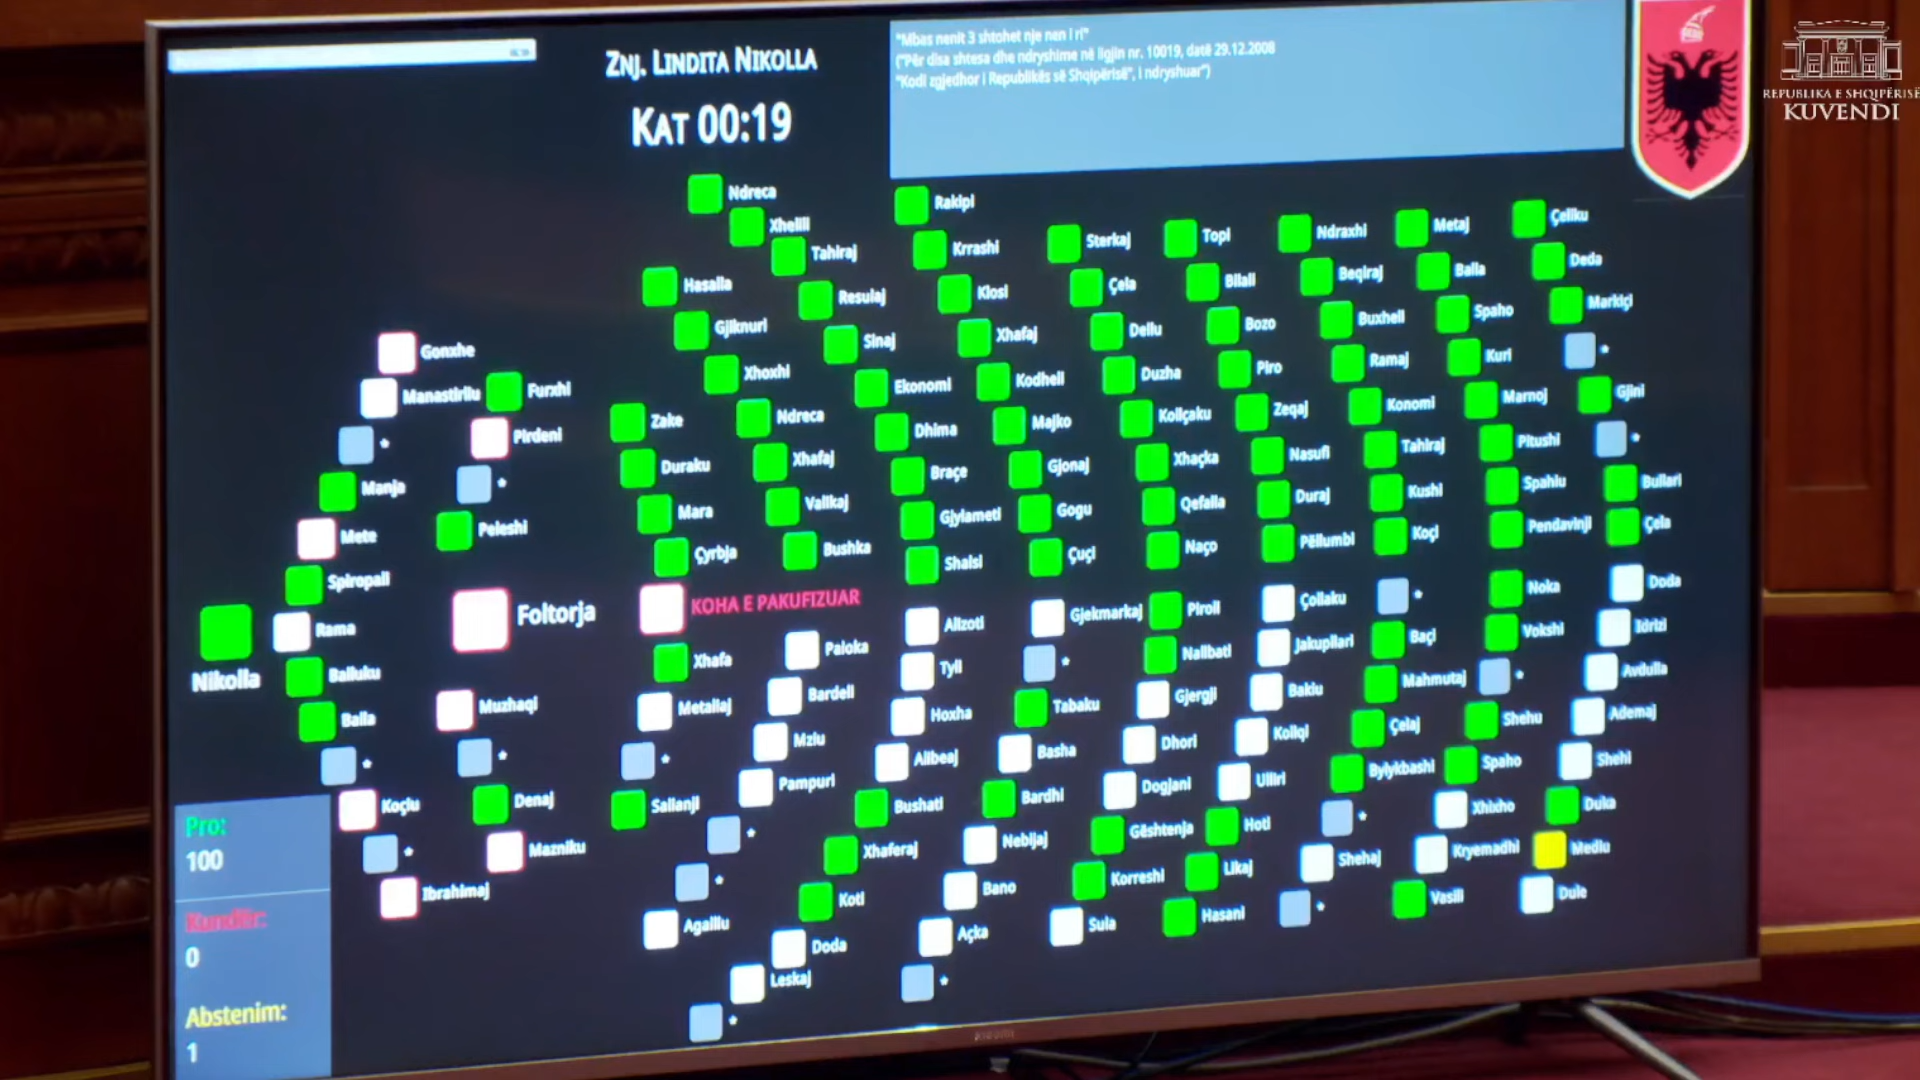 ZNJ. LINDITA NIKOLLA
KAT 00:19
"Mbas nenit 3 shtohet nje nen i ri"
("Për disa shtesa dhe ndryshime në ligjin nr. 10019, datë 29.12.2008
"Kodi zgjedhor i Republikës së Shqipërisë", i ndryshuar")
REPUBLIKA E SHQIPËRISË
KUVENDI
Ndreca
Xhelili
Tahiraj
Resulaj
Sinaj
Ekonomi
Dhima
Braçe
Gjylameti
Shalsi
Rakipi
Krrashi
Klosi
Xhafaj
Kodheli
Majko
Gjonaj
Gogu
Çuçi
Sterkaj
Çela
Dellu
Duzha
Kollçaku
Xhaçka
Qefalia
Naço
Topi
Bilali
Bozo
Piro
Zeqaj
Nasufi
Duraj
Pëllumbi
Ndraxhi
Beqiraj
Buxheli
Ramaj
Konomi
Tahiraj
Kushi
Koçi
Metaj
Balla
Spaho
Kuri
Marnoj
Pitushi
Spahiu
Pendavinji
Çeliku
Deda
Markiçi
*
Gjini
*
Bullari
Çela
Hasalla
Gjiknuri
Xhoxhi
Ndreca
Xhafaj
Valikaj
Bushka
Zake
Duraku
Mara
Çyrbja
Gonxhe
Manastirliu
*
Manja
Mete
Spiropali
Rama
Balluku
Balla
*
Koçiu
*
Ibrahimaj
Furxhi
Pirdeni
*
Peleshi
Nikolla
Foltorja
KOHA E PAKUFIZUAR
Muzhaqi
*
Denaj
Mazniku
Xhafa
Metaliaj
*
Sallanji
Paloka
Bardeli
Mziu
Pampuri
*
*
Agalliu
Alizoti
Tyli
Hoxha
Alibeaj
Bushati
Xhaferaj
Koti
Doda
Leskaj
*
Gjekmarkaj
*
Tabaku
Basha
Bardhi
Nebijaj
Bano
Açka
*
Piroli
Nallbati
Gjergji
Dhori
Dogjani
Gështenja
Korreshi
Sula
Çollaku
Jakupllari
Bakiu
Koliqi
Ulliri
Hoti
Likaj
Hasani
*
Baçi
Mahmutaj
Çelaj
Bylykbashi
*
Shehaj
*
Noka
Vokshi
*
Shehu
Spaho
Xhixho
Kryemadhi
Vasili
Doda
Idrizi
Avdulla
Ademaj
Shehi
Duka
Mediu
Dule
Pro:
100
Kundër:
0
Abstenim:
1